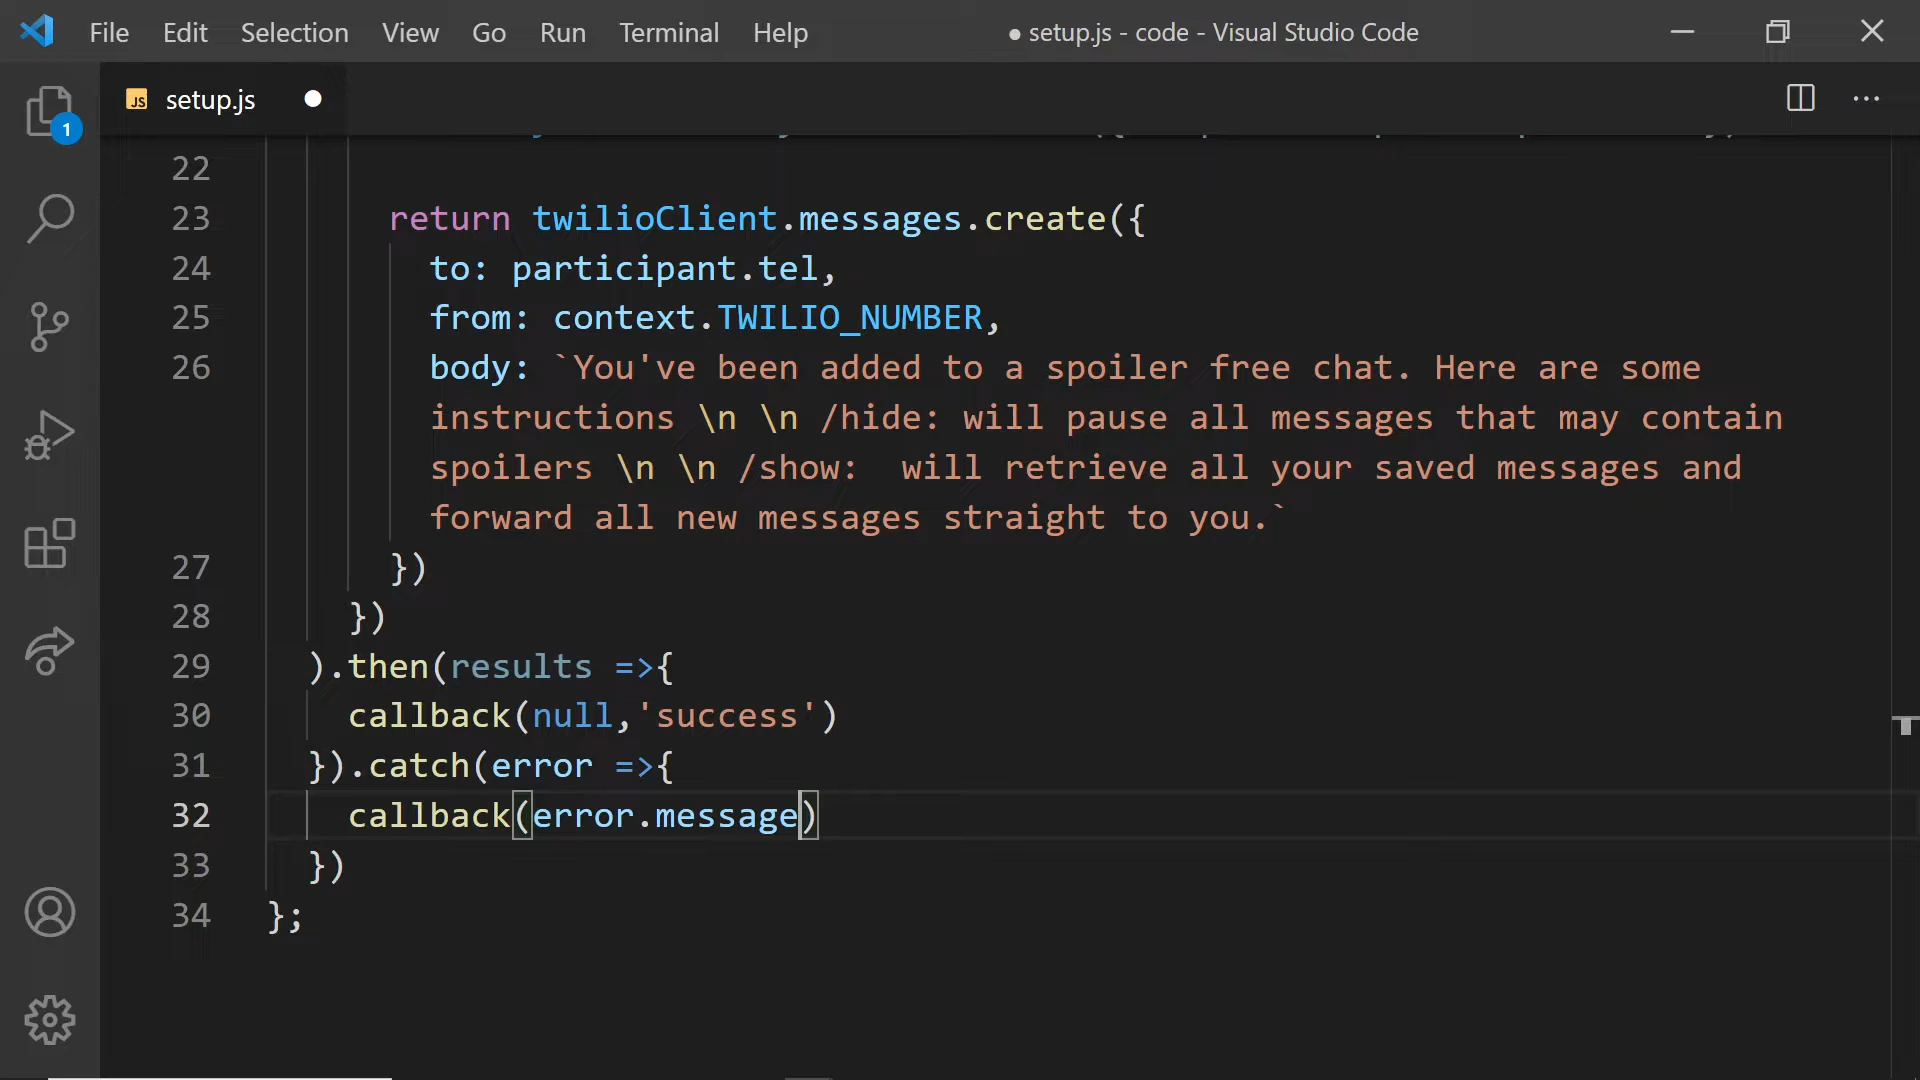 File Edit Selection View Go Run Terminal Help ● setup.js - code - Visual Studio Code
JS setup.js
1
22
23 return twilioClient.messages.create({
24 to: participant.tel,
25 from: context.TWILIO_NUMBER,
26 body: `You've been added to a spoiler free chat. Here are some
instructions \n \n /hide: will pause all messages that may contain
spoilers \n \n /show:  will retrieve all your saved messages and
forward all new messages straight to you.`
27 })
28 })
29 ).then(results =>{
30 callback(null,'success')
31 }).catch(error =>{
32 callback(error.message)
33 })
34 };